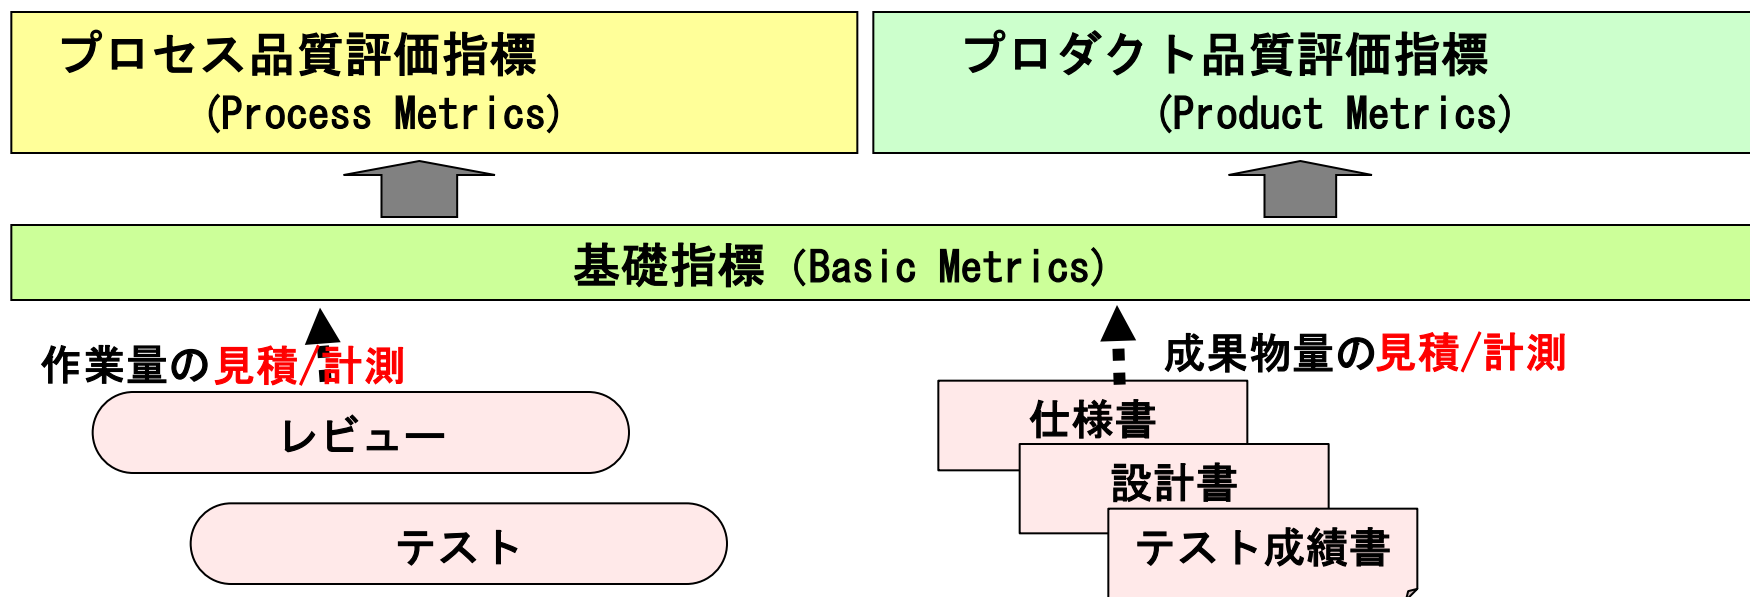 プロセス品質評価指標
(Process Metrics)
プロダクト品質評価指標
(Product Metrics)
基礎指標 (Basic Metrics)
作業量の見積/計測
成果物量の見積/計測
レビュー
テスト
仕様書
設計書
テスト成績書